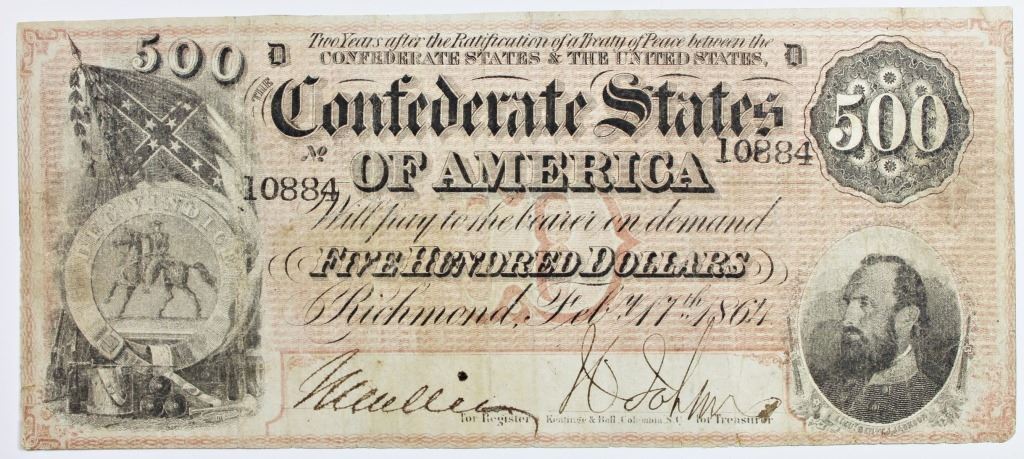 500
D
Two Years after the Ratification of a Treaty of Peace between the
CONFEDERATE STATES & THE UNITED STATES,
D
THE
Confederate States
500
No
10884
OF AMERICA
10884
Will pay to the bearer on demand
FIVE HUNDRED DOLLARS
Richmond, Feby. 17th 1864
for Register
Keatinge & Ball, Columbia, S.C.
for Treasurer